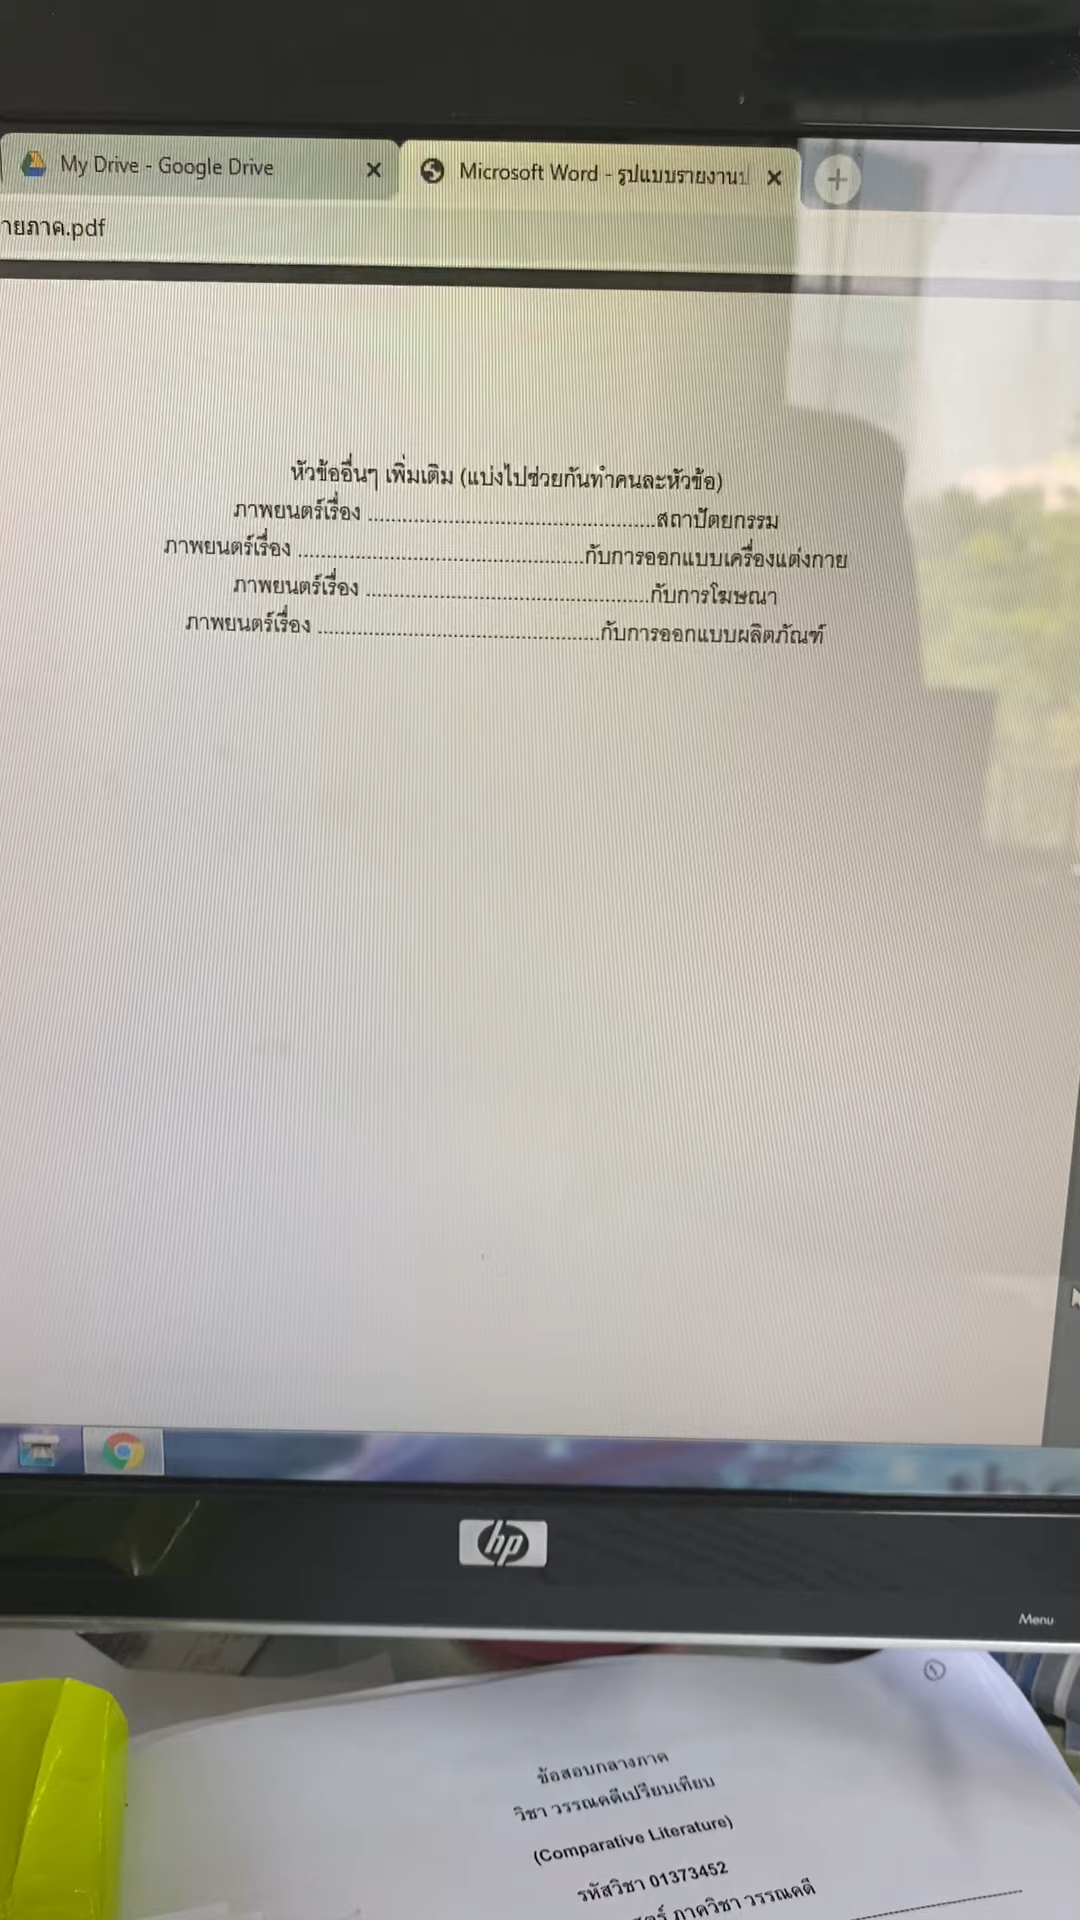 My Drive - Google Drive
Microsoft Word - รูปแบบรายงานป
ายภาค.pdf
หัวข้ออื่นๆ เพิ่มเติม (แบ่งไปช่วยกันทำคนละหัวข้อ)
ภาพยนตร์เรื่อง ..................................................สถาปัตยกรรม
ภาพยนตร์เรื่อง ..................................................กับการออกแบบเครื่องแต่งกาย
ภาพยนตร์เรื่อง ..................................................กับการโฆษณา
ภาพยนตร์เรื่อง ..................................................กับการออกแบบผลิตภัณฑ์
hp
Menu
1
ข้อสอบกลางภาค
วิชา วรรณคดีเปรียบเทียบ
(Comparative Literature)
รหัสวิชา 01373452
ภาควิชา วรรณคดี